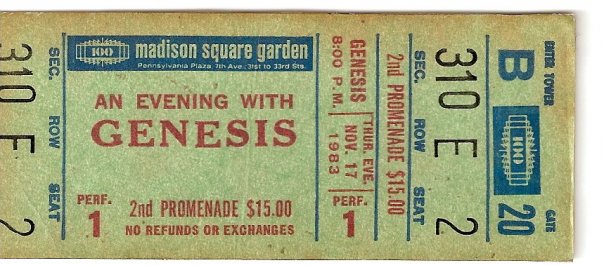 310 E 2
SEC. ROW SEAT
100 madison square garden
Pennsylvania Plaza, 7th Ave., 31st to 33rd Sts.
AN EVENING WITH
GENESIS
PERF.
1
2nd PROMENADE $15.00
NO REFUNDS OR EXCHANGES
GENESIS
8:00 P.M.
THUR. EVE.
NOV. 17
1983
PERF.
1
2nd PROMENADE $15.00
310 E 2
SEC. ROW SEAT
ENTER TOWER
B
100
GATE
20